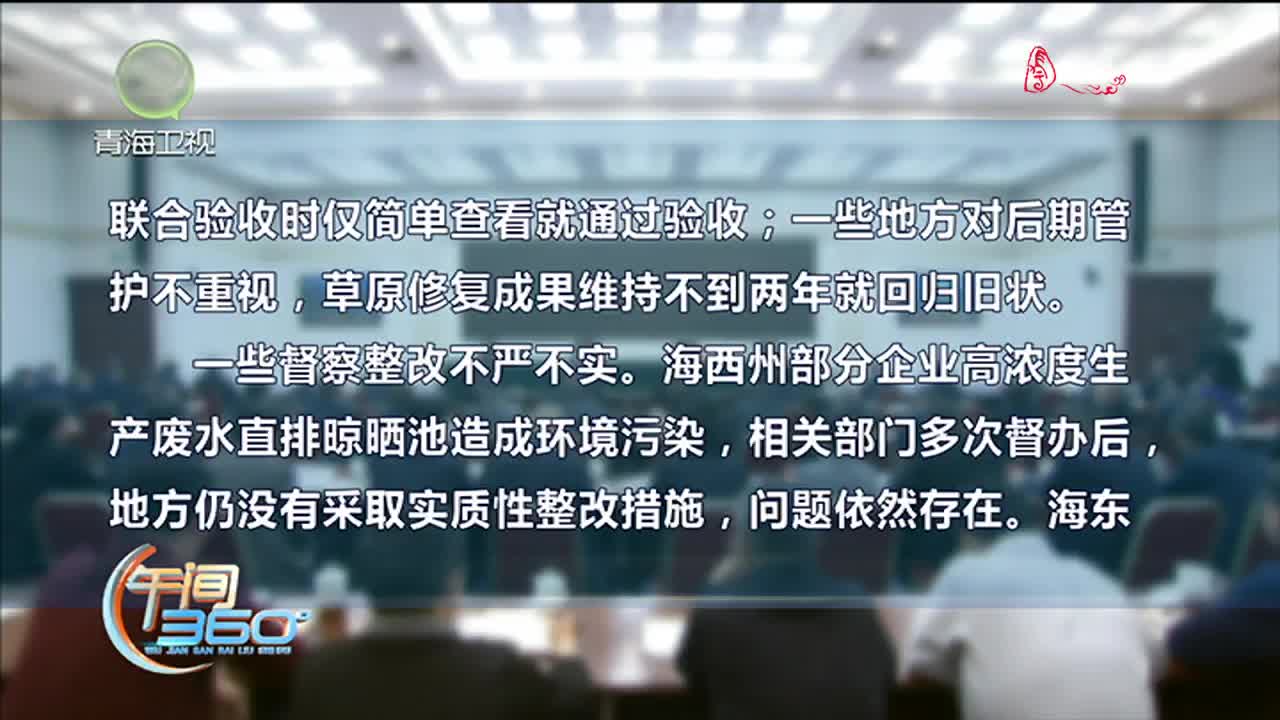 青海卫视
联合验收时仅简单查看就通过验收；一些地方对后期管
护不重视，草原修复成果维持不到两年就回归旧状。
一些督察整改不严不实。海西州部分企业高浓度生
产废水直排晾晒池造成环境污染，相关部门多次督办后，
地方仍没有采取实质性整改措施，问题依然存在。海东
午间
360°